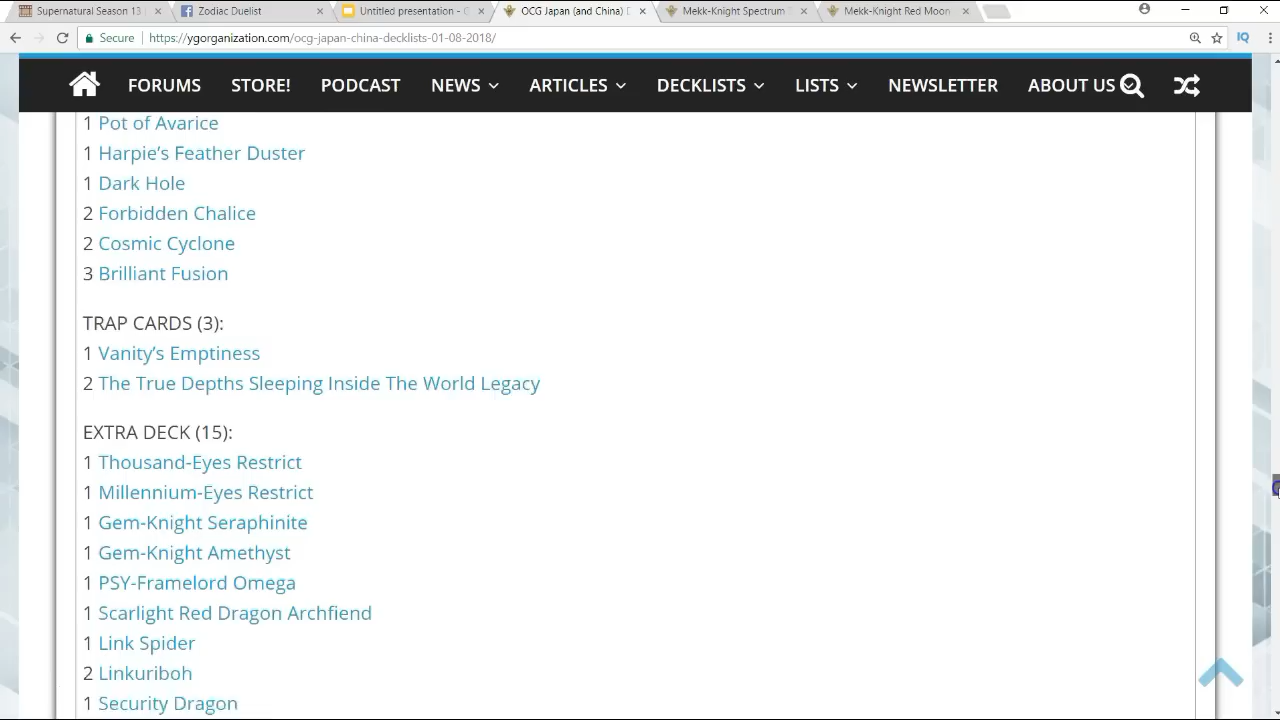 Supernatural Season 13
Zodiac Duelist
Untitled presentation - G
OCG Japan (and China) D
Mekk-Knight Spectrum T
Mekk-Knight Red Moon
Secure
https://ygorganization.com/ocg-japan-china-decklists-01-08-2018/
IQ
FORUMS STORE! PODCAST NEWS ARTICLES DECKLISTS LISTS NEWSLETTER ABOUT US
1 Pot of Avarice
1 Harpie’s Feather Duster
1 Dark Hole
2 Forbidden Chalice
2 Cosmic Cyclone
3 Brilliant Fusion
TRAP CARDS (3):
1 Vanity’s Emptiness
2 The True Depths Sleeping Inside The World Legacy
EXTRA DECK (15):
1 Thousand-Eyes Restrict
1 Millennium-Eyes Restrict
1 Gem-Knight Seraphinite
1 Gem-Knight Amethyst
1 PSY-Framelord Omega
1 Scarlight Red Dragon Archfiend
1 Link Spider
2 Linkuriboh
1 Security Dragon